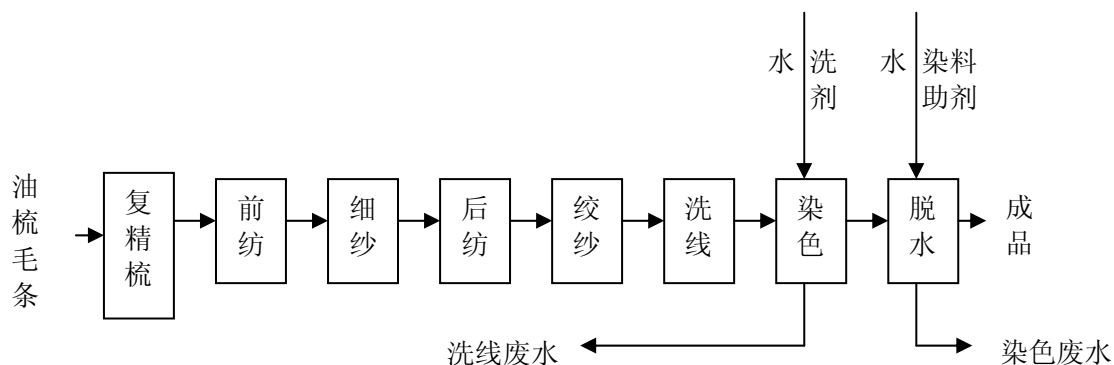 水 洗剂
水 染料助剂
油梳毛条
复精梳
前纺
细纱
后纺
绞纱
洗线
染色
脱水
成品
洗线废水
染色废水